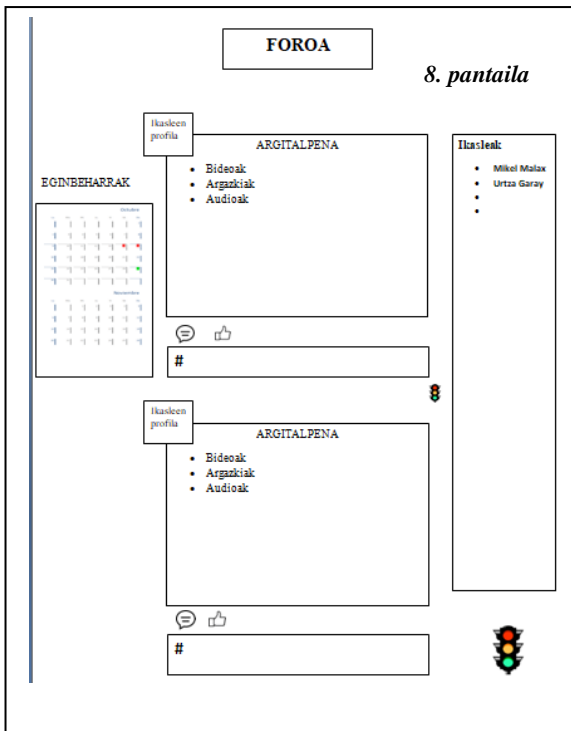 FOROA
8. pantaila
Ikasleen
profila
ARGITALPENA
• Bideoak
• Argazkiak
• Audioak
EGINBEHARRAK
#
Ikasleen
profila
ARGITALPENA
• Bideoak
• Argazkiak
• Audioak
#
Ikasleak
• Mikel Malax
• Urtza Garay